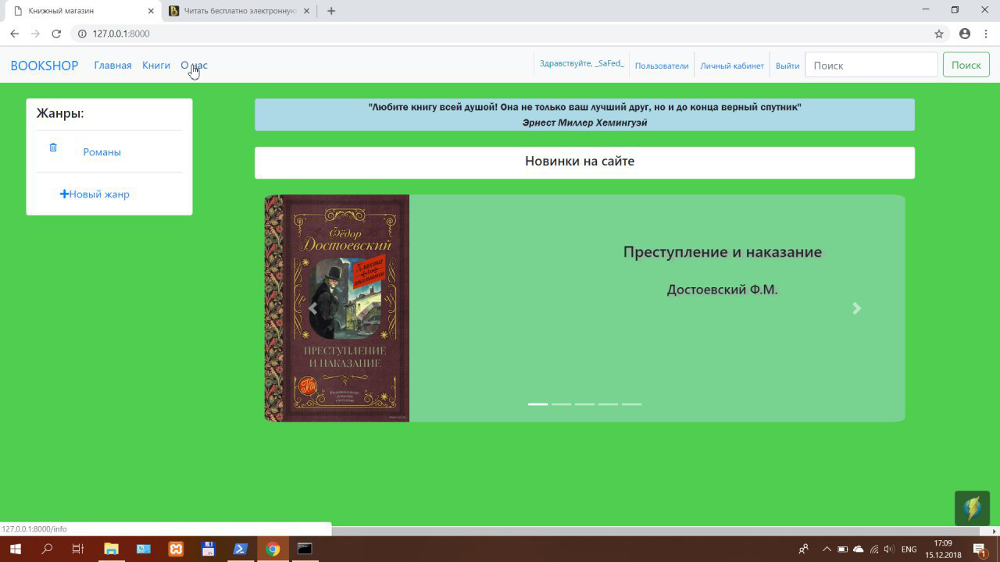 Книжный магазин
Читать бесплатно электронную
127.0.0.1:8000
BOOKSHOP Главная Книги О нас Здравствуйте, _SaFed_ Пользователи Личный кабинет Выйти Поиск Поиск
Жанры:
Романы
Новый жанр
"Любите книгу всей душой! Она не только ваш лучший друг, но и до конца верный спутник"
Эрнест Миллер Хемингуэй
Новинки на сайте
Фёдор
Достоевский
Классика
школьникам
ПРЕСТУПЛЕНИЕ
И НАКАЗАНИЕ
Преступление и наказание
Достоевский Ф.М.
127.0.0.1:8000/info
ENG
17:09
15.12.2018
1